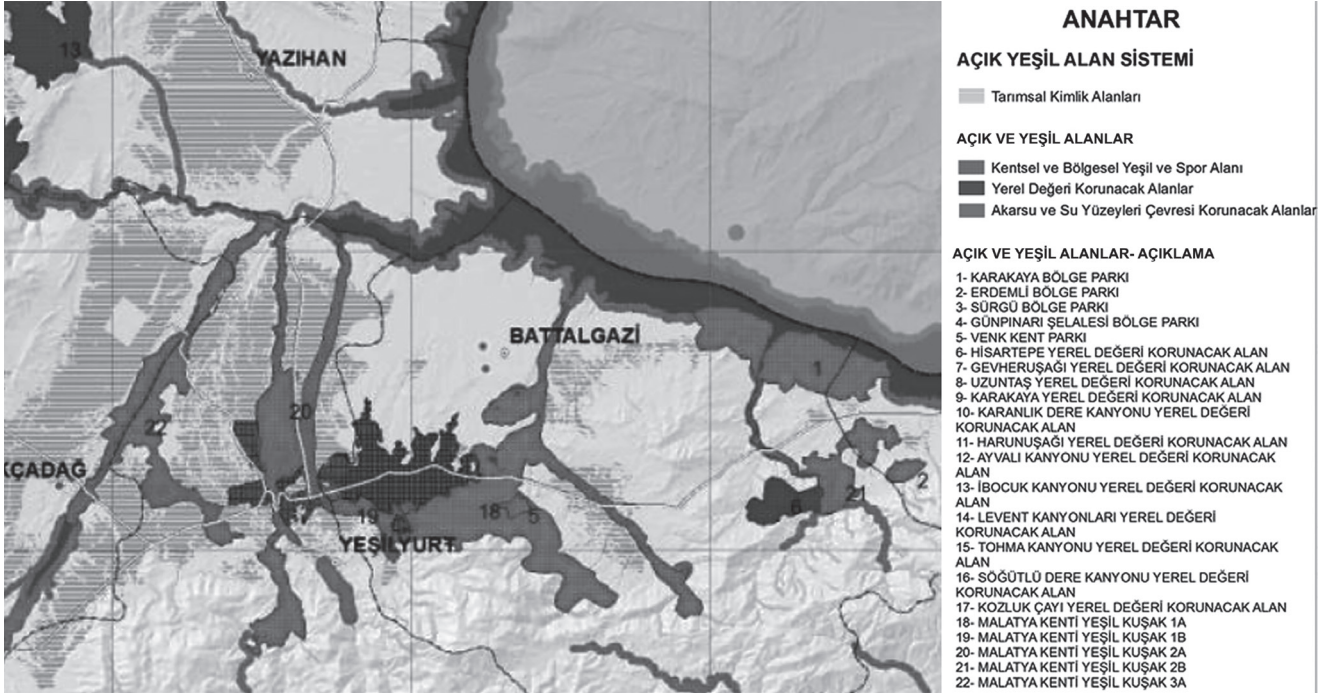 13
YAZIHAN
BATTALGAZİ
1
20
22
KÇADAĞ
2
21
6
18
5
19
YEŞİLYURT
ANAHTAR
AÇIK YEŞİL ALAN SİSTEMİ
Tarımsal Kimlik Alanları
AÇIK VE YEŞİL ALANLAR
Kentsel ve Bölgesel Yeşil ve Spor Alanı
Yerel Değeri Korunacak Alanlar
Akarsu ve Su Yüzeyleri Çevresi Korunacak Alanlar
AÇIK VE YEŞİL ALANLAR- AÇIKLAMA
1- KARAKAYA BÖLGE PARKI
2- ERDEMLİ BÖLGE PARKI
3- SÜRGÜ BÖLGE PARKI
4- GÜNPINARI ŞELALESİ BÖLGE PARKI
5- VENK KENT PARKI
6- HİSARTEPE YEREL DEĞERİ KORUNACAK ALAN
7- GEVHERUŞAĞI YEREL DEĞERİ KORUNACAK ALAN
8- UZUNTAŞ YEREL DEĞERİ KORUNACAK ALAN
9- KARAKAYA YEREL DEĞERİ KORUNACAK ALAN
10- KARANLIK DERE KANYONU YEREL DEĞERİ
KORUNACAK ALAN
11- HARUNUŞAĞI YEREL DEĞERİ KORUNACAK ALAN
12- AYVALI KANYONU YEREL DEĞERİ KORUNACAK
ALAN
13- İBOCUK KANYONU YEREL DEĞERİ KORUNACAK
ALAN
14- LEVENT KANYONLARI YEREL DEĞERİ
KORUNACAK ALAN
15- TOHMA KANYONU YEREL DEĞERİ KORUNACAK
ALAN
16- SÖĞÜTLÜ DERE KANYONU YEREL DEĞERİ
KORUNACAK ALAN
17- KOZLUK ÇAYI YEREL DEĞERİ KORUNACAK ALAN
18- MALATYA KENTİ YEŞİL KUŞAK 1A
19- MALATYA KENTİ YEŞİL KUŞAK 1B
20- MALATYA KENTİ YEŞİL KUŞAK 2A
21- MALATYA KENTİ YEŞİL KUŞAK 2B
22- MALATYA KENTİ YEŞİL KUŞAK 3A